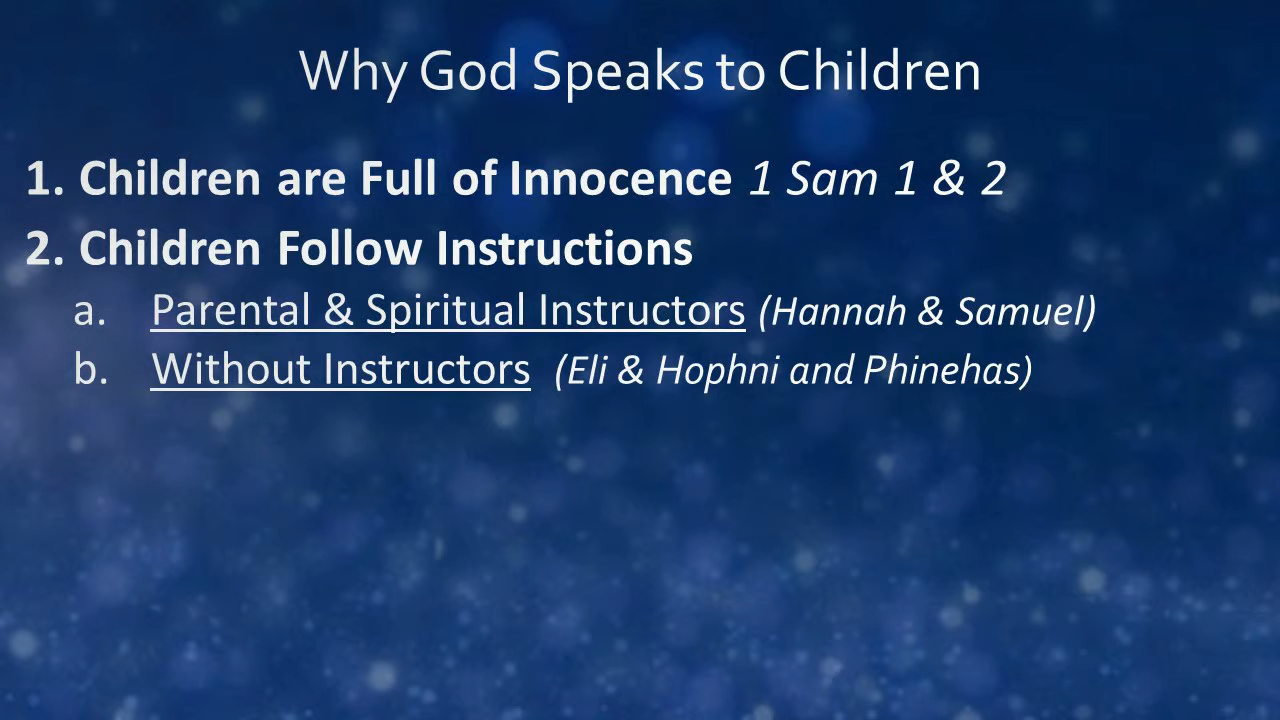 Why God Speaks to Children
1. Children are Full of Innocence 1 Sam 1 & 2
2. Children Follow Instructions
a. Parental & Spiritual Instructors (Hannah & Samuel)
b. Without Instructors (Eli & Hophni and Phinehas)